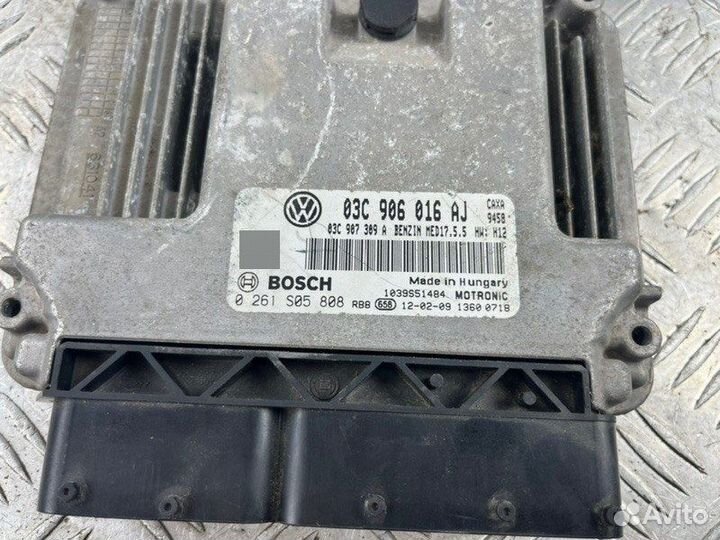 03C 906 016 AJ
CAXA
9458
03C 907 309 A BENZIN MED17.5.5 HW: H12
BOSCH
Made in Hungary
1039S51484 MOTRONIC
0 261 S05 808 RBB 658 12-02-09 1360 0718
Avito